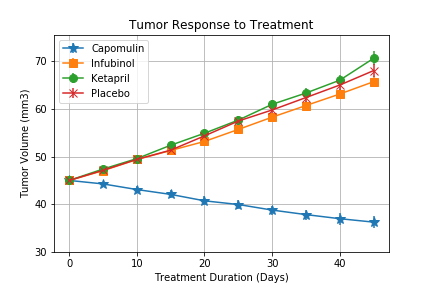 Tumor Response to Treatment
Capomulin
Infubinol
Ketapril
Placebo
Tumor Volume (mm3)
70
60
50
40
30
0 10 20 30 40
Treatment Duration (Days)